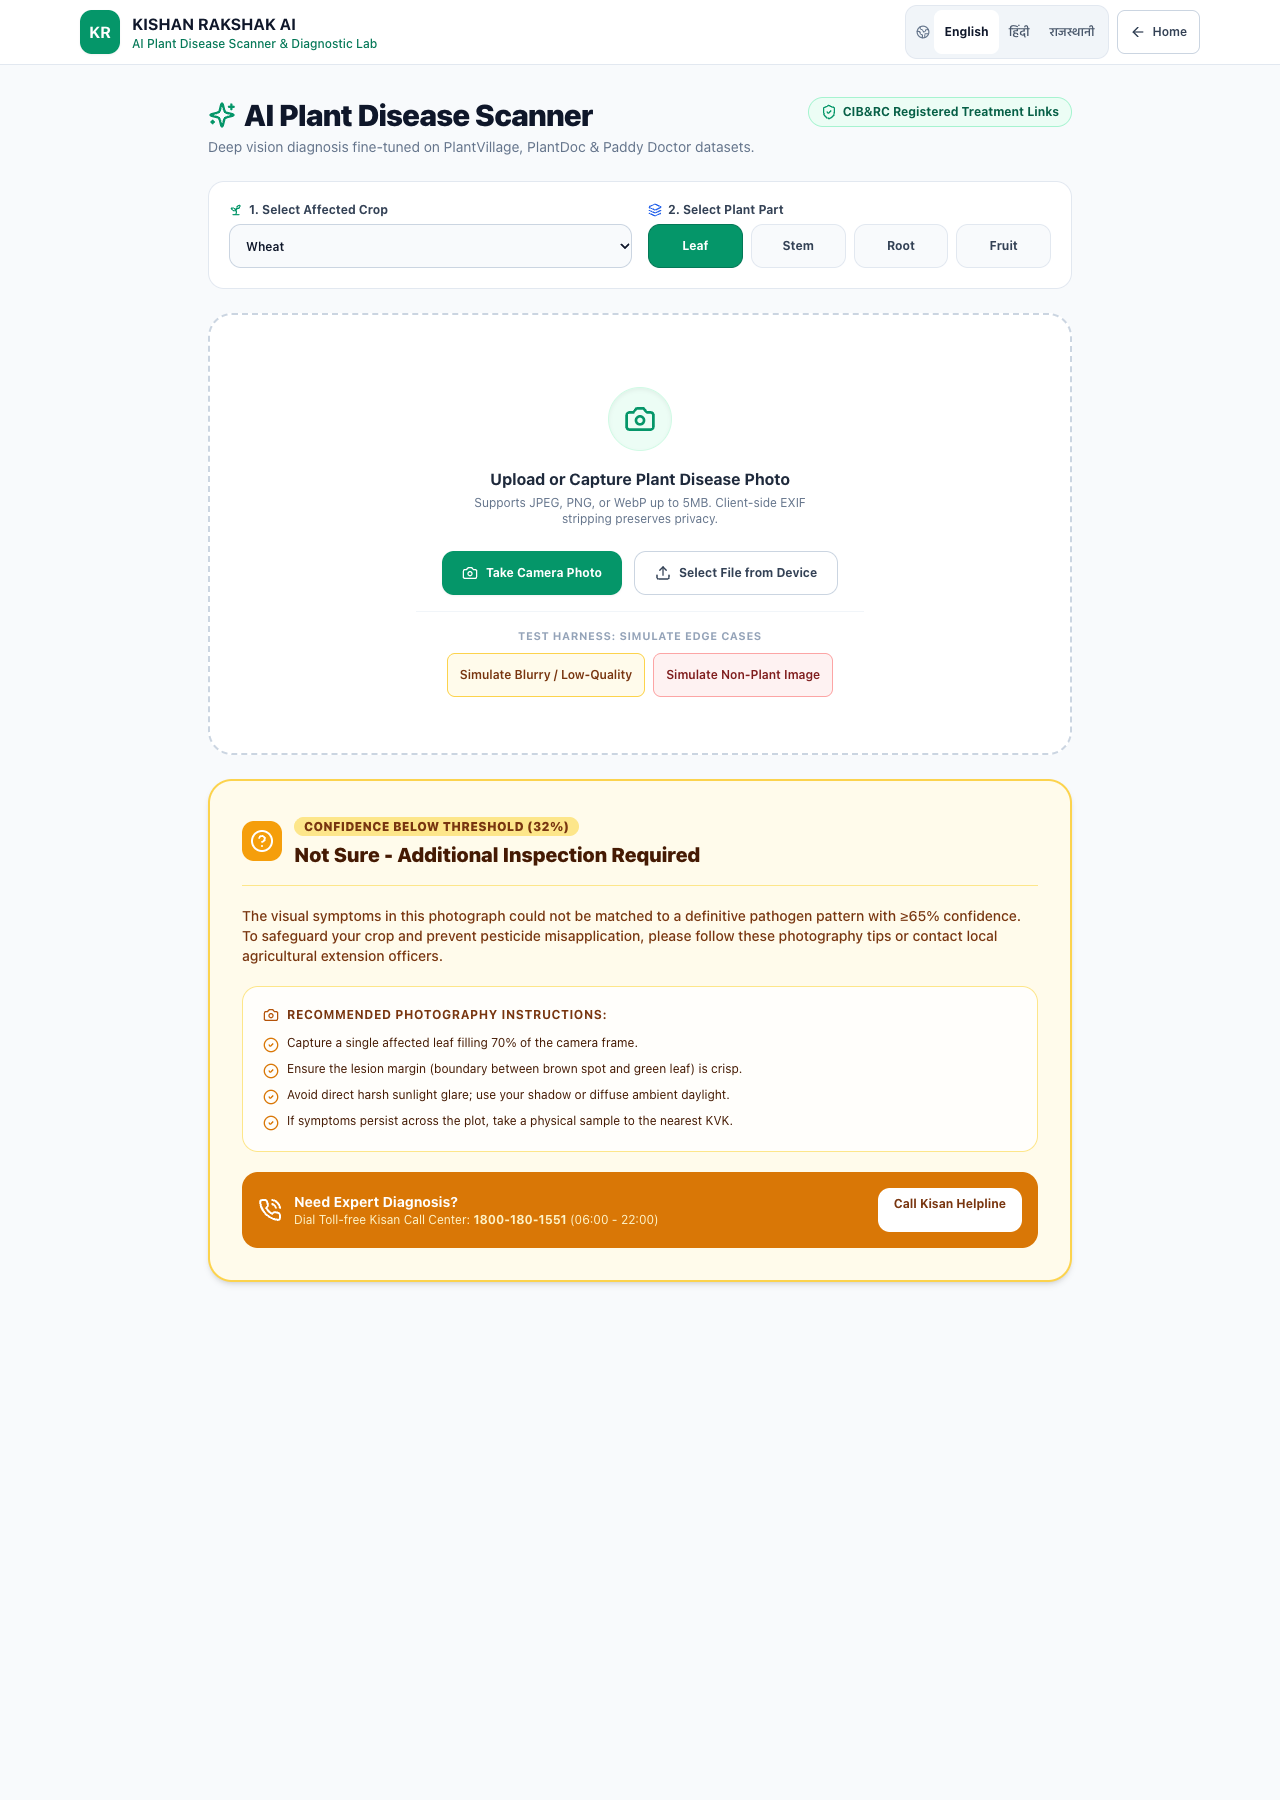 KR
KISHAN RAKSHAK AI
AI Plant Disease Scanner & Diagnostic Lab
English
हिंदी
राजस्थानी
Home
AI Plant Disease Scanner
CIB&RC Registered Treatment Links
Deep vision diagnosis fine-tuned on PlantVillage, PlantDoc & Paddy Doctor datasets.
1. Select Affected Crop
2. Select Plant Part
Wheat
Leaf
Stem
Root
Fruit
Upload or Capture Plant Disease Photo
Supports JPEG, PNG, or WebP up to 5MB. Client-side EXIF
stripping preserves privacy.
Take Camera Photo
Select File from Device
TEST HARNESS: SIMULATE EDGE CASES
Simulate Blurry / Low-Quality
Simulate Non-Plant Image
CONFIDENCE BELOW THRESHOLD (32%)
Not Sure - Additional Inspection Required
The visual symptoms in this photograph could not be matched to a definitive pathogen pattern with ≥65% confidence.
To safeguard your crop and prevent pesticide misapplication, please follow these photography tips or contact local
agricultural extension officers.
RECOMMENDED PHOTOGRAPHY INSTRUCTIONS:
Capture a single affected leaf filling 70% of the camera frame.
Ensure the lesion margin (boundary between brown spot and green leaf) is crisp.
Avoid direct harsh sunlight glare; use your shadow or diffuse ambient daylight.
If symptoms persist across the plot, take a physical sample to the nearest KVK.
Need Expert Diagnosis?
Dial Toll-free Kisan Call Center: 1800-180-1551 (06:00 - 22:00)
Call Kisan Helpline